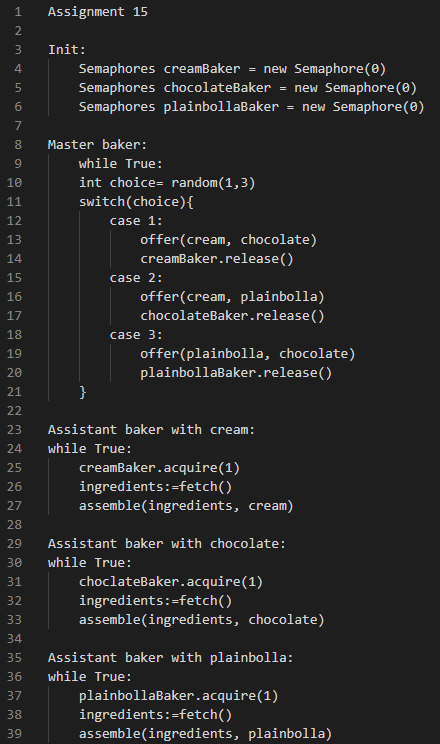 1 Assignment 15
2
3 Init:
4 Semaphores creamBaker = new Semaphore(0)
5 Semaphores chocolateBaker = new Semaphore(0)
6 Semaphores plainbollaBaker = new Semaphore(0)
7
8 Master baker:
9 while True:
10 int choice= random(1,3)
11 switch(choice){
12 case 1:
13 offer(cream, chocolate)
14 creamBaker.release()
15 case 2:
16 offer(cream, plainbolla)
17 chocolateBaker.release()
18 case 3:
19 offer(plainbolla, chocolate)
20 plainbollaBaker.release()
21 }
22
23 Assistant baker with cream:
24 while True:
25 creamBaker.acquire(1)
26 ingredients:=fetch()
27 assemble(ingredients, cream)
28
29 Assistant baker with chocolate:
30 while True:
31 choclateBaker.acquire(1)
32 ingredients:=fetch()
33 assemble(ingredients, chocolate)
34
35 Assistant baker with plainbolla:
36 while True:
37 plainbollaBaker.acquire(1)
38 ingredients:=fetch()
39 assemble(ingredients, plainbolla)